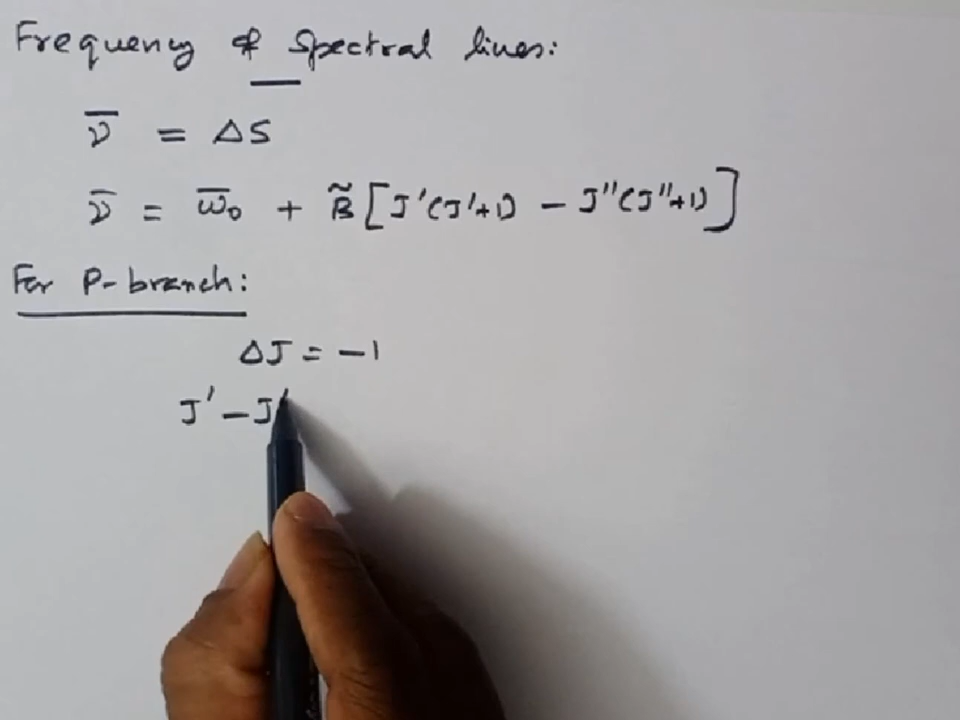 Frequency of Spectral lines:
ν̅ = ΔS
ν̅ = ω̅₀ + B̃[J'(J'+1) - J''(J''+1)]
For P-branch:
ΔJ = -1
J' - J'